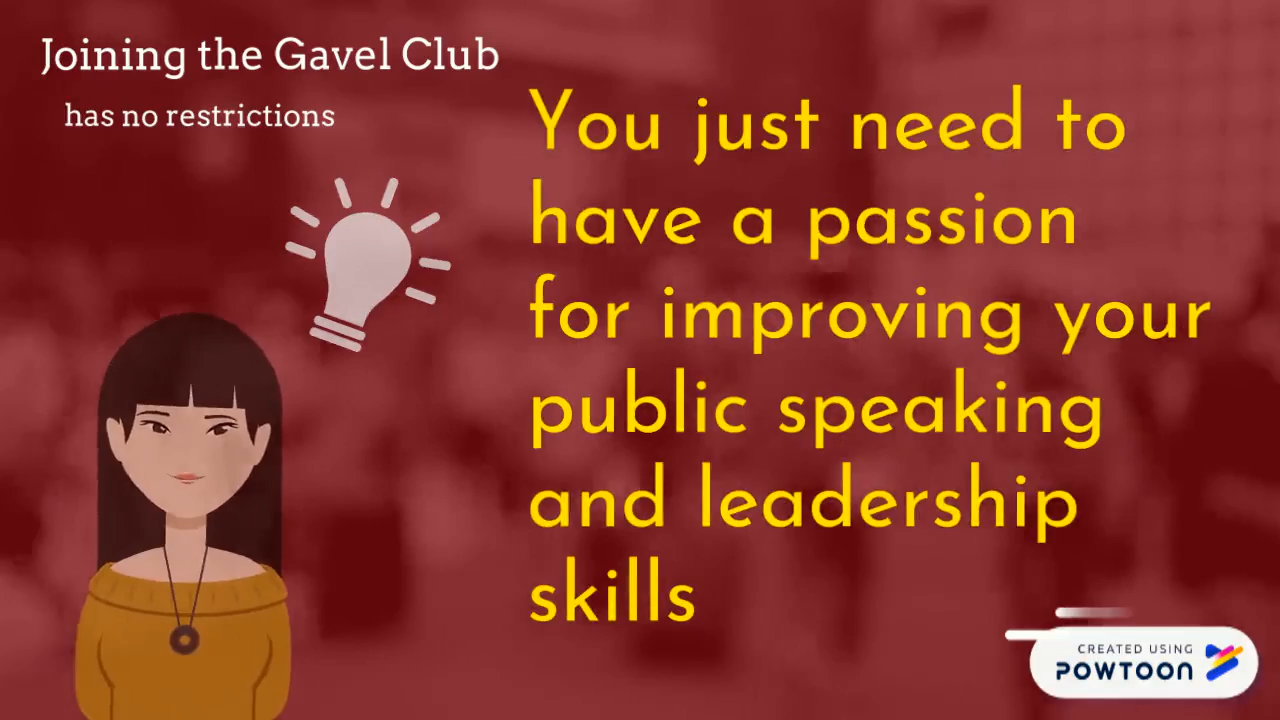 Joining the Gavel Club
has no restrictions
You just need to
have a passion
for improving your
public speaking
and leadership
skills
CREATED USING
POWTOON